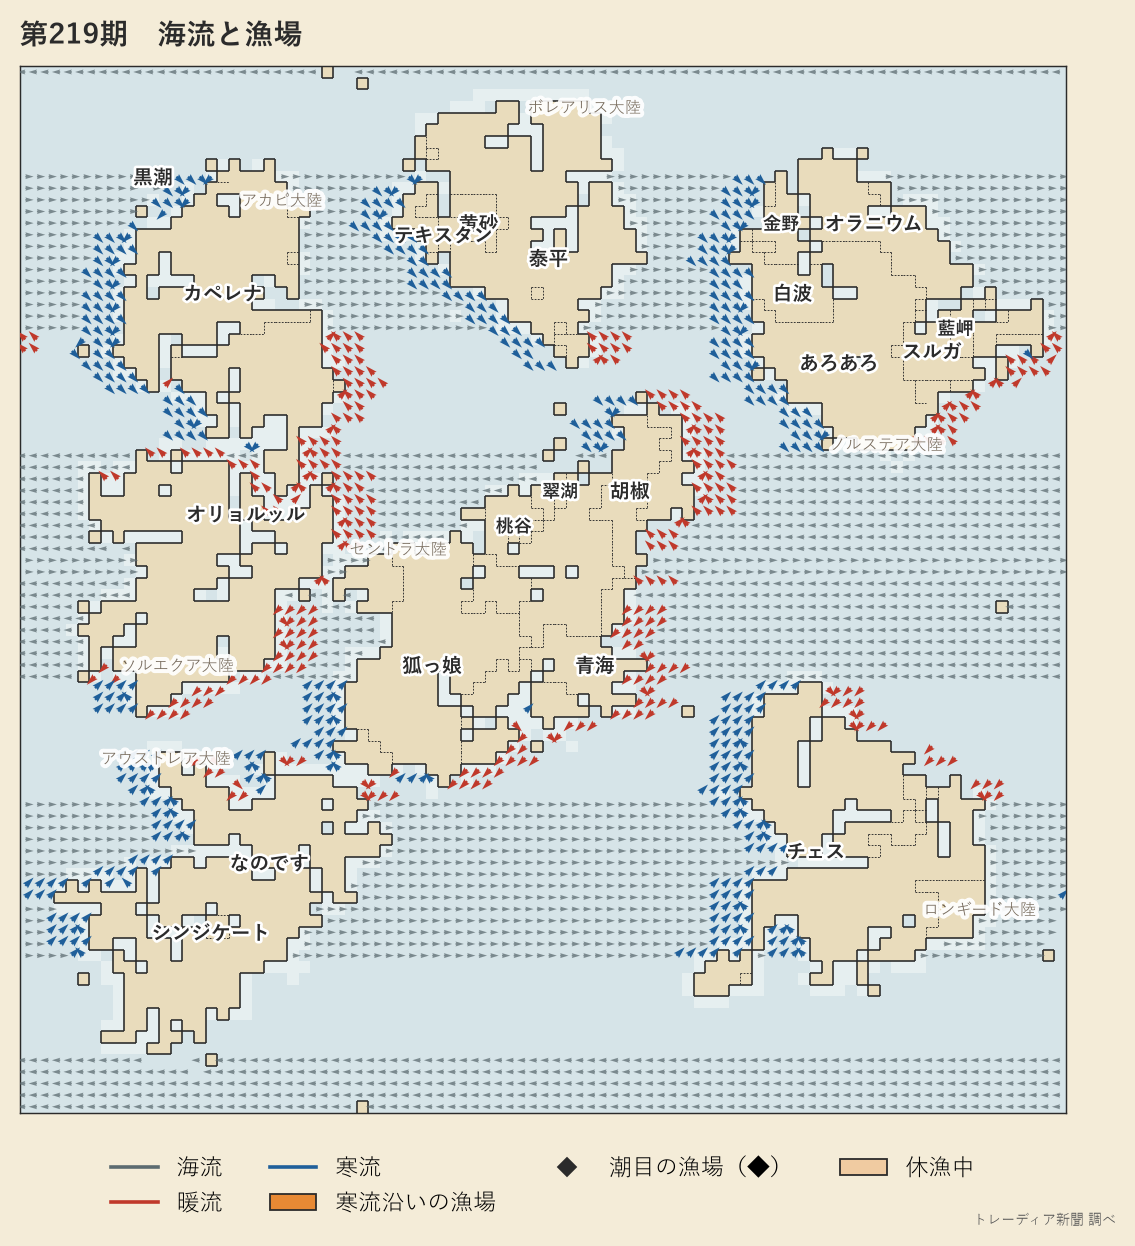 第219期　海流と漁場
ボレアリス大陸
黒潮
アカビ大陸
黄砂
テキスタン
金野
オラニウム
泰平
カペレナ
白波
藍岬
スルガ
あろあろ
ノルステア大陸
翠湖
胡椒
オリョルッル
桃谷
セントラ大陸
ソルエクア大陸
狐っ娘
青海
アウストレア大陸
なのです
チェス
ロンギード大陸
シンジケート
海流
寒流
潮目の漁場（◆）
休漁中
暖流
寒流沿いの漁場
トレーディア新聞 調べ